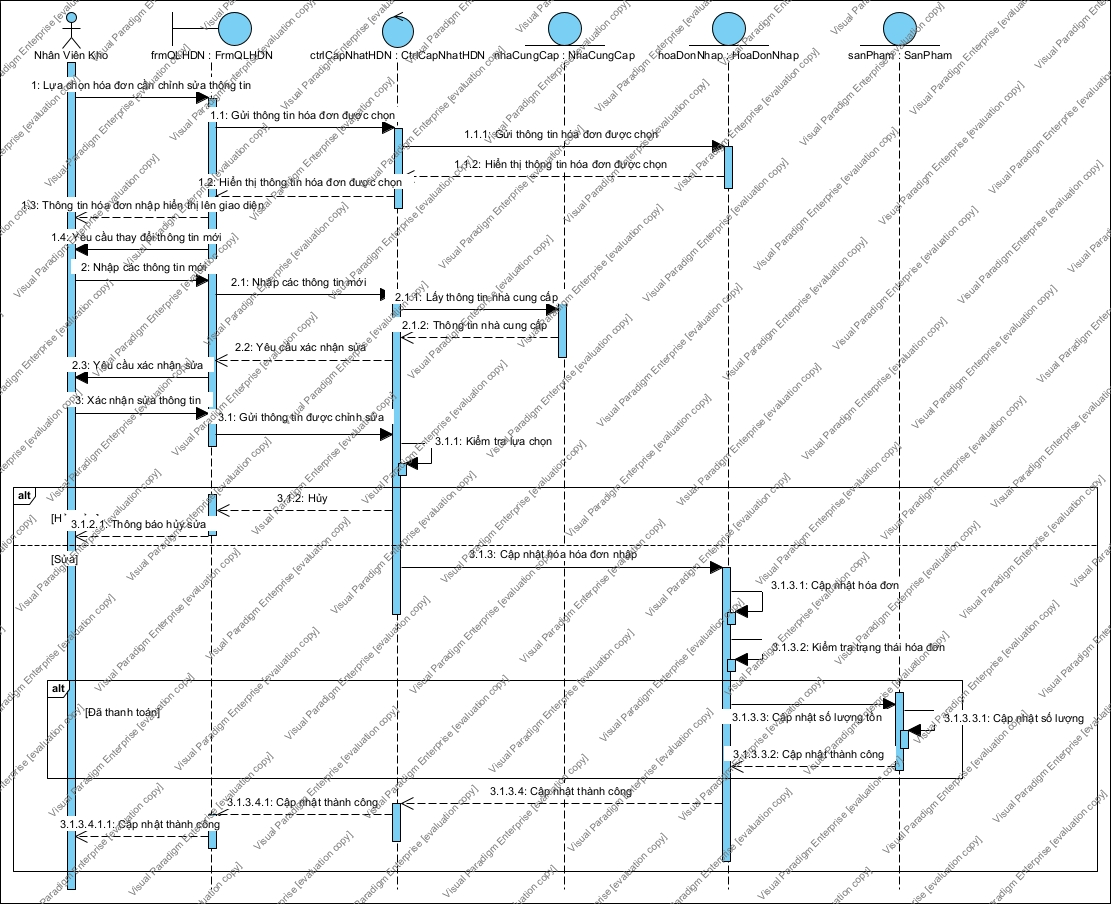 Nhân Viên Kho
frmQLHDN : FrmQLHDN
ctrlCapNhatHDN : CtrlCapNhatHDN
nhaCungCap : NhaCungCap
hoaDonNhap : HoaDonNhap
sanPham : SanPham
1: Lựa chọn hóa đơn cần chỉnh sửa thông tin
1.1: Gửi thông tin hóa đơn được chọn
1.1.1: Gửi thông tin hóa đơn được chọn
1.1.2: Hiển thị thông tin hóa đơn được chọn
1.2: Hiển thị thông tin hóa đơn được chọn
1.3: Thông tin hóa đơn nhập hiển thị lên giao diện
1.4: Yêu cầu thay đổi thông tin mới
2: Nhập các thông tin mới
2.1: Nhập các thông tin mới
2.1.1: Lấy thông tin nhà cung cấp
2.1.2: Thông tin nhà cung cấp
2.2: Yêu cầu xác nhận sửa
2.3: Yêu cầu xác nhận sửa
3: Xác nhận sửa thông tin
3.1: Gửi thông tin được chỉnh sửa
3.1.1: Kiểm tra lựa chọn
alt
3.1.2: Hủy
3.1.2.1: Thông báo hủy sửa
[Sửa]
3.1.3: Cập nhật hóa hóa đơn nhập
3.1.3.1: Cập nhật hóa đơn
3.1.3.2: Kiểm tra trạng thái hóa đơn
alt
[Đã thanh toán]
3.1.3.3: Cập nhật số lượng tồn
3.1.3.3.1: Cập nhật số lượng
3.1.3.3.2: Cập nhật thành công
3.1.3.4: Cập nhật thành công
3.1.3.4.1: Cập nhật thành công
3.1.3.4.1.1: Cập nhật thành công
Visual Paradigm Enterprise [evaluation copy]